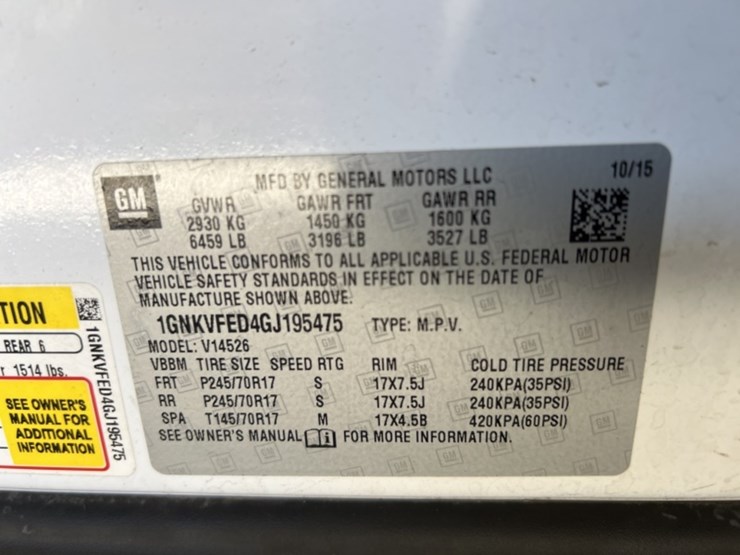 GM
MFD BY GENERAL MOTORS LLC 10/15
GVWR GAWR FRT GAWR RR
2930 KG 1450 KG 1600 KG
6459 LB 3196 LB 3527 LB
THIS VEHICLE CONFORMS TO ALL APPLICABLE U.S. FEDERAL MOTOR
VEHICLE SAFETY STANDARDS IN EFFECT ON THE DATE OF
MANUFACTURE SHOWN ABOVE.
1GNKVFED4GJ195475 TYPE: M.P.V.
MODEL: V14526
VBBM TIRE SIZE SPEED RTG RIM COLD TIRE PRESSURE
FRT P245/70R17 S 17X7.5J 240KPA(35PSI)
RR P245/70R17 S 17X7.5J 240KPA(35PSI)
SPA T145/70R17 M 17X4.5B 420KPA(60PSI)
SEE OWNER'S MANUAL i FOR MORE INFORMATION.
TION
REAR 6
1514 lbs.
SEE OWNER'S
MANUAL FOR
ADDITIONAL
INFORMATION
1GNKVFED4GJ195475